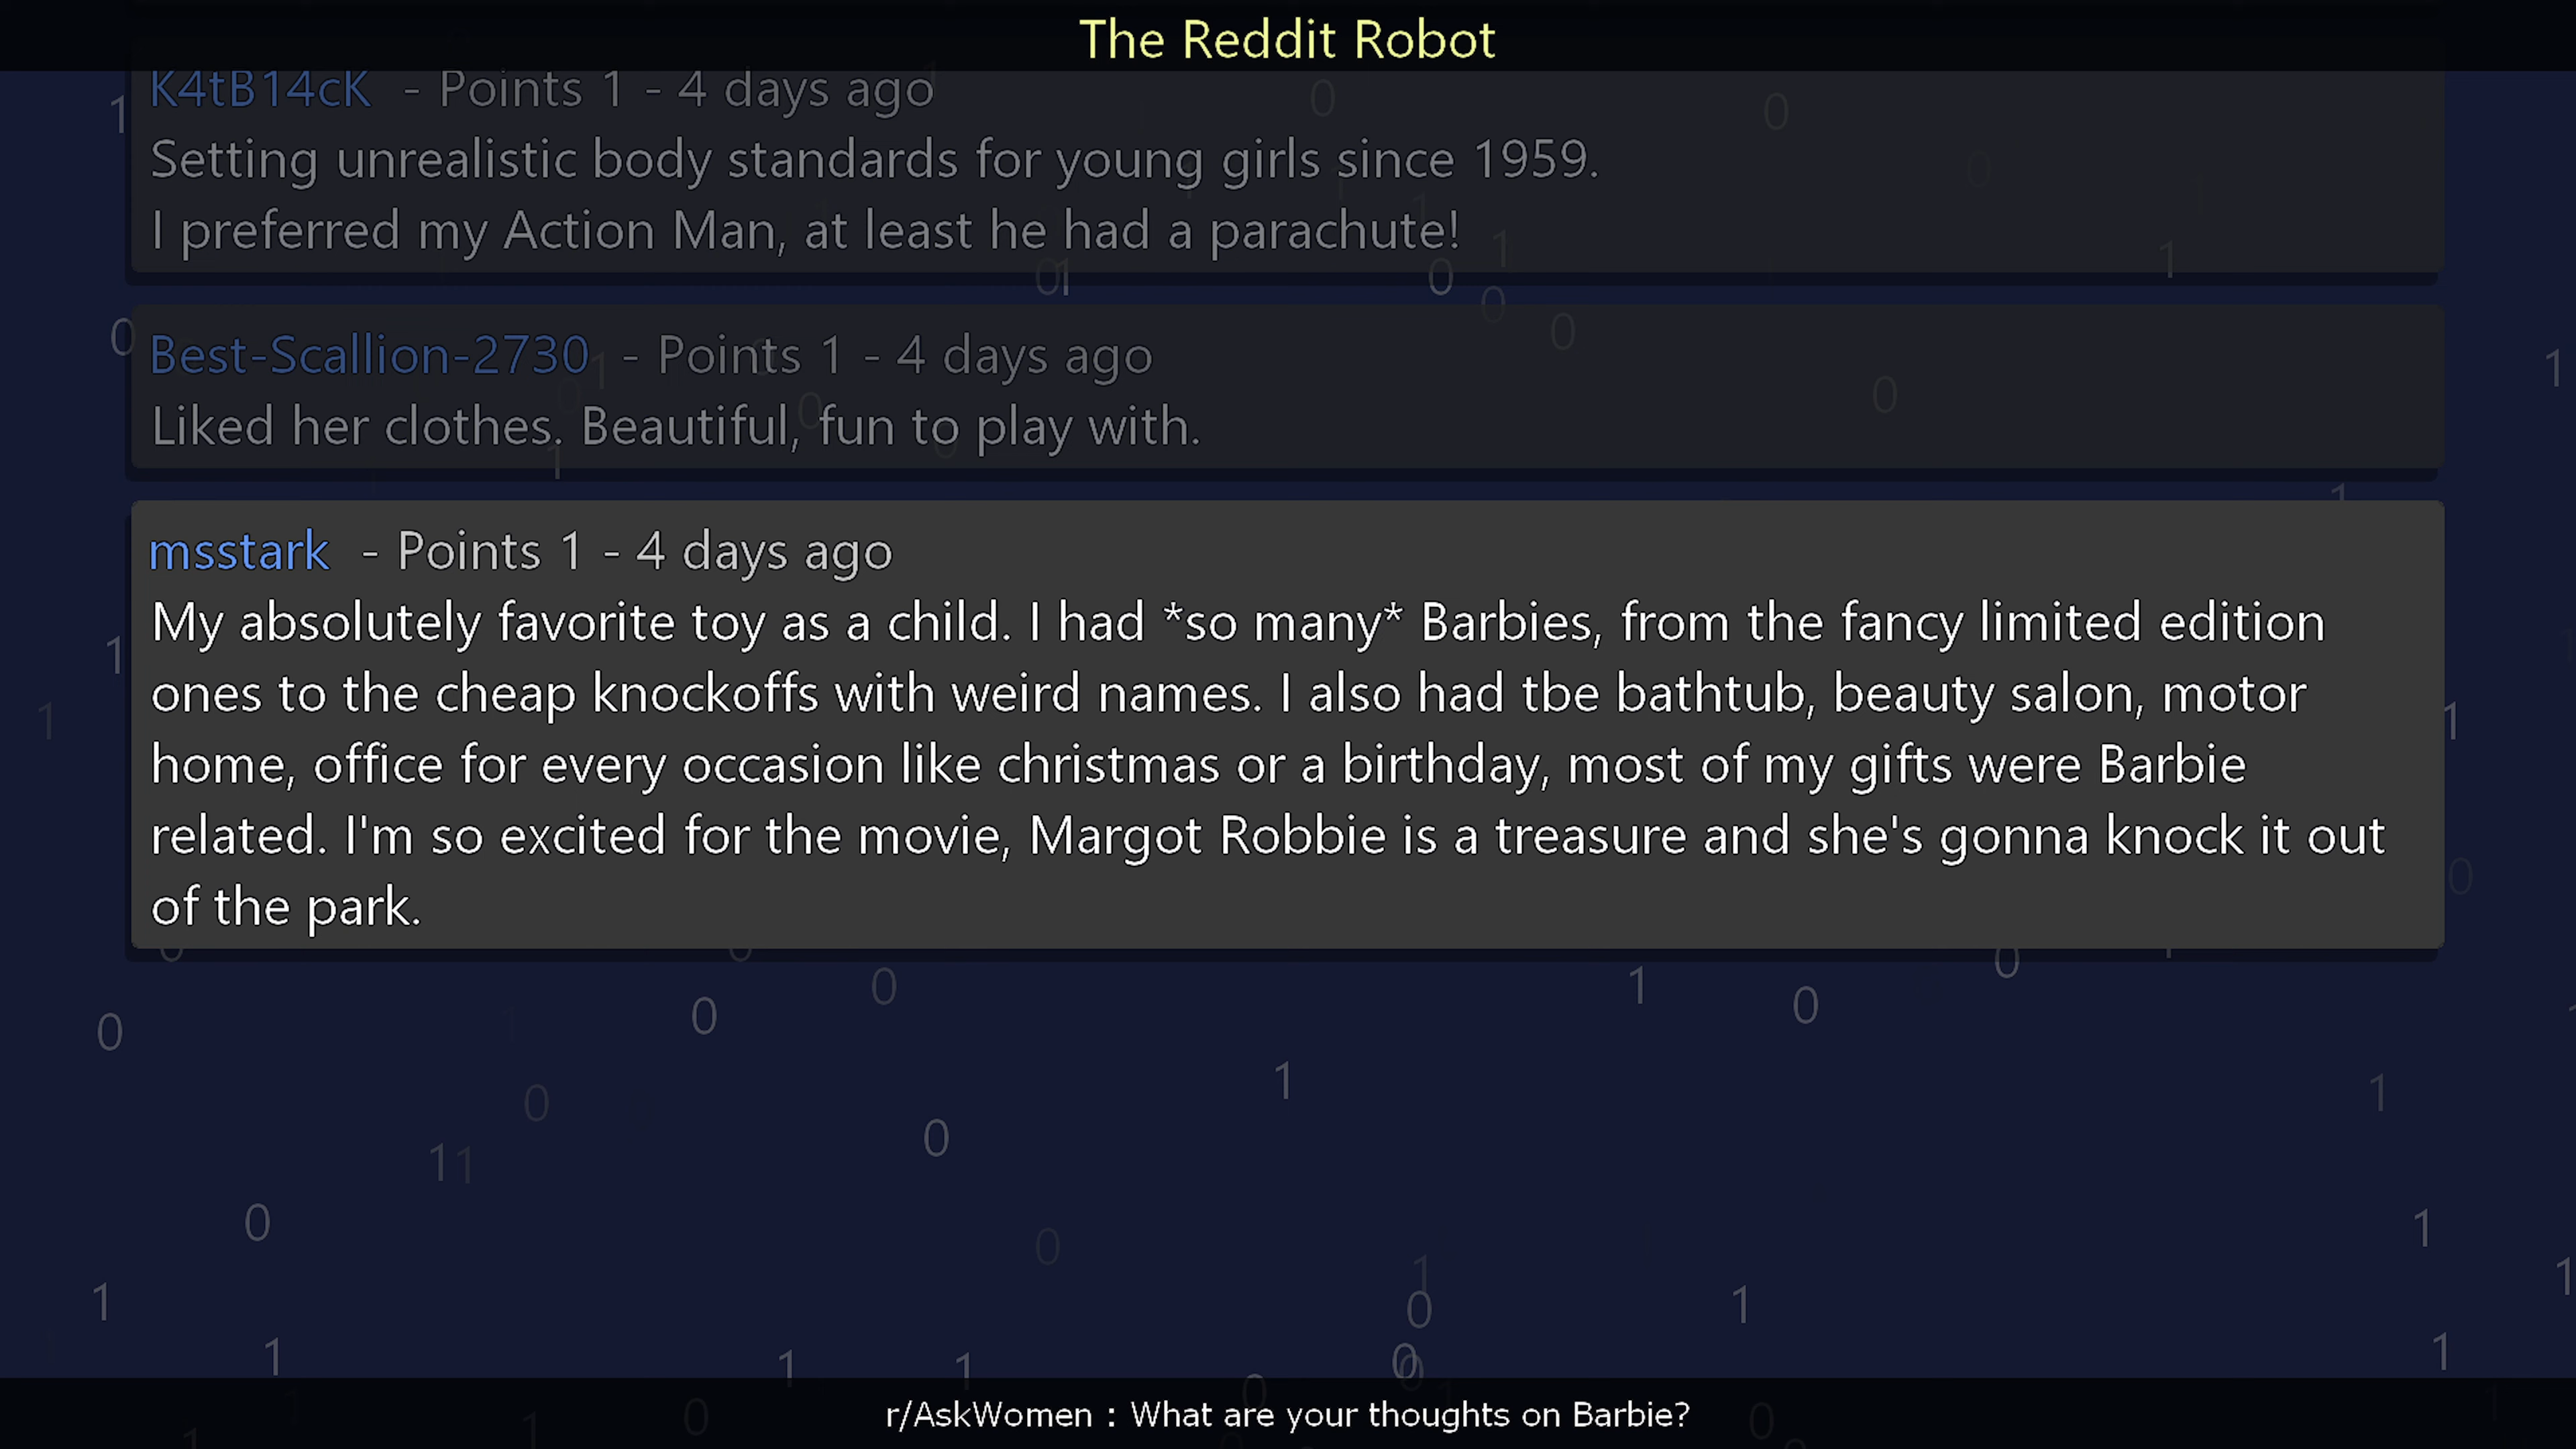 The Reddit Robot
K4tB14cK - Points 1 - 4 days ago
Setting unrealistic body standards for young girls since 1959.
I preferred my Action Man, at least he had a parachute!
Best-Scallion-2730 - Points 1 - 4 days ago
Liked her clothes. Beautiful, fun to play with.
msstark - Points 1 - 4 days ago
My absolutely favorite toy as a child. I had *so many* Barbies, from the fancy limited edition
ones to the cheap knockoffs with weird names. I also had tbe bathtub, beauty salon, motor
home, office for every occasion like christmas or a birthday, most of my gifts were Barbie
related. I'm so excited for the movie, Margot Robbie is a treasure and she's gonna knock it out
of the park.
r/AskWomen : What are your thoughts on Barbie?